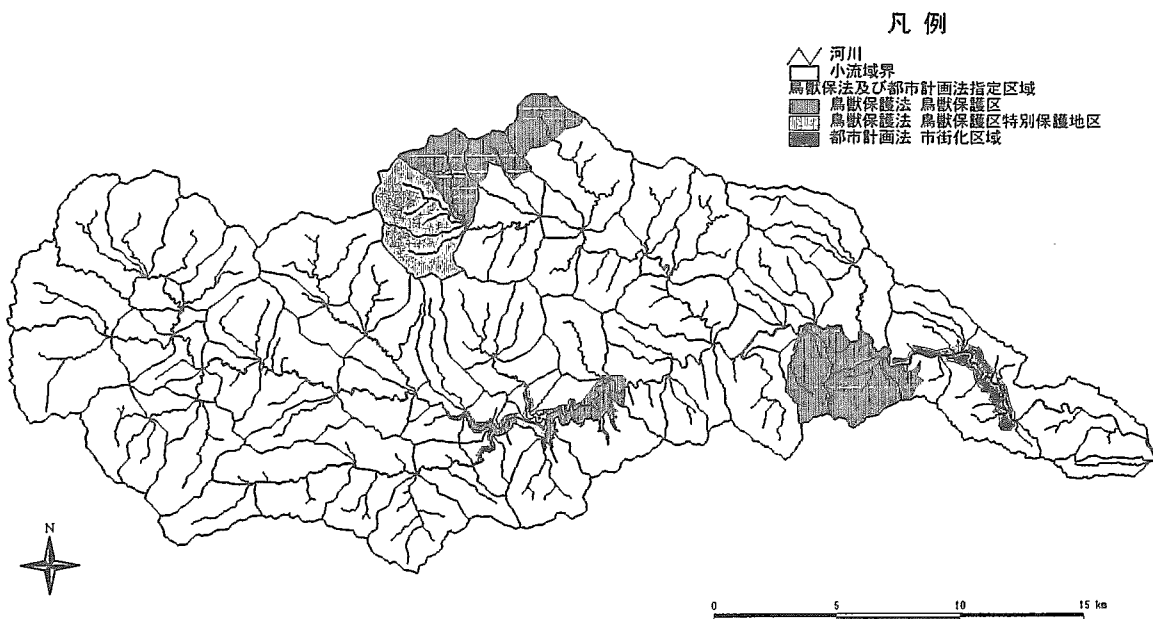 凡例
河川
小流域界
鳥獣保法及び都市計画法指定区域
鳥獣保護法 鳥獣保護区
鳥獣保護法 鳥獣保護区特別保護地区
都市計画法 市街化区域
N
0 5 10 15 km